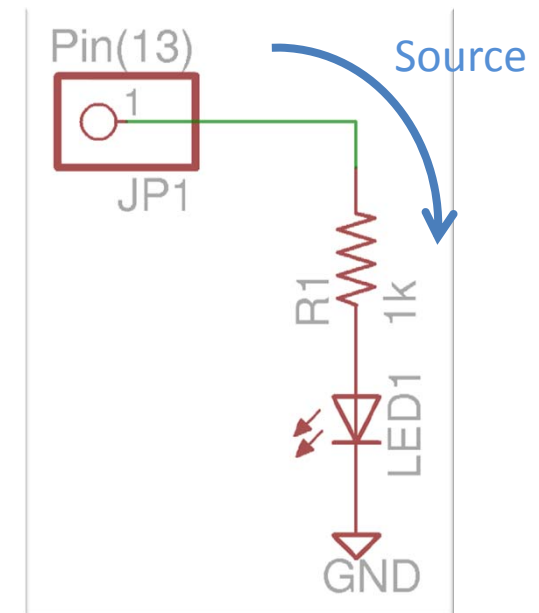 Pin(13)
Source
1
JP1
R1
1k
LED1
GND